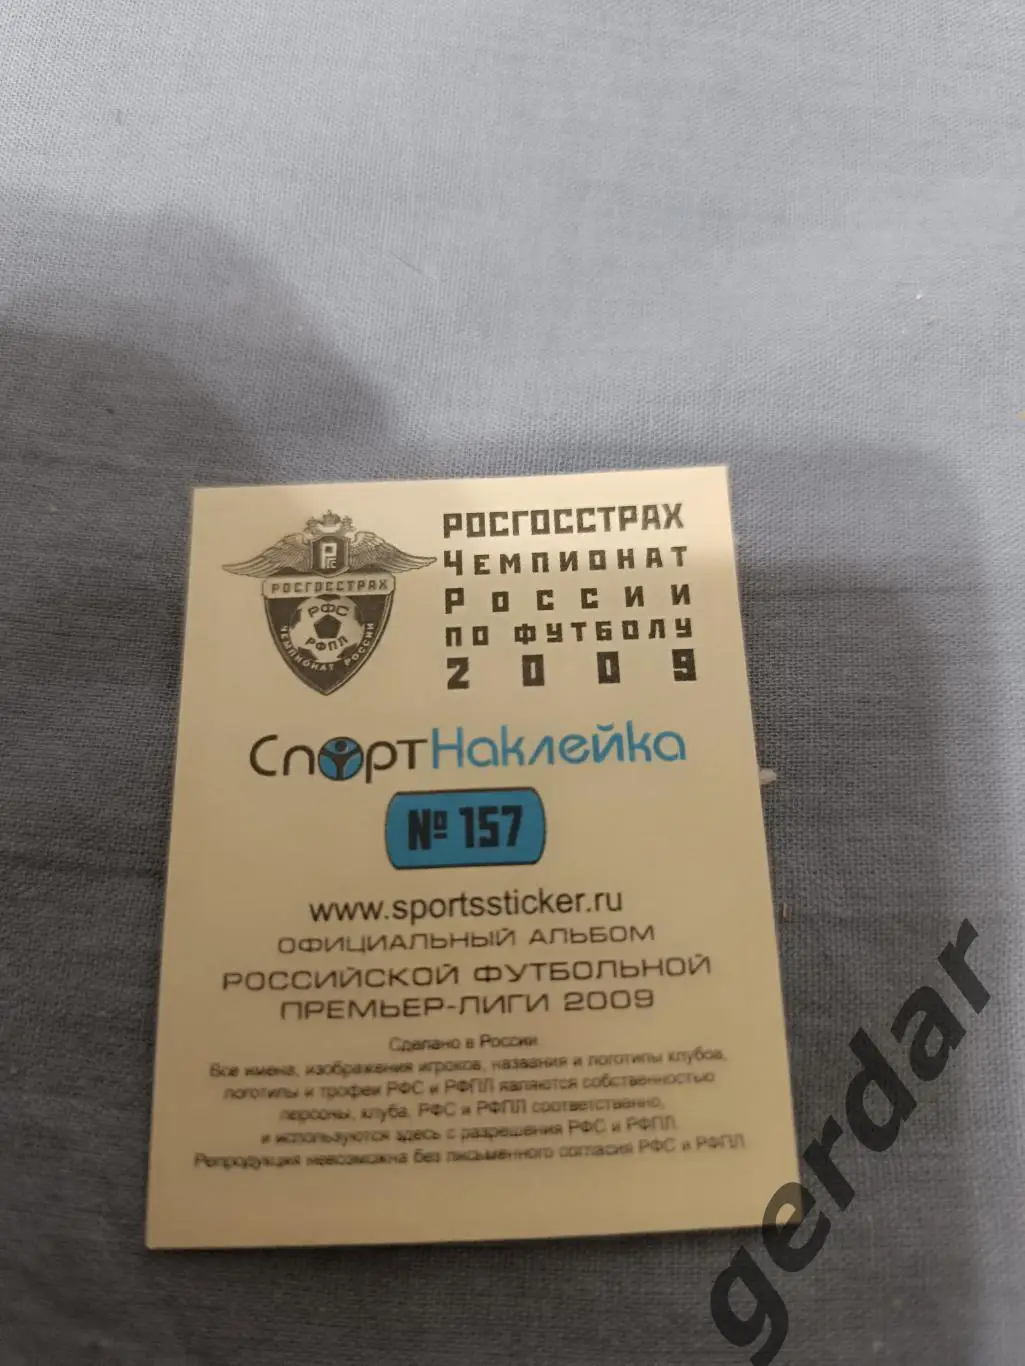 РОСГОССТРАХ
ЧЕМПИОНАТ
РОССИИ
ПО ФУТБОЛУ
2009
РГС
РОСГОССТРАХ
РФС
РФПЛ
ЧЕМПИОНАТ РОССИИ
СпортНаклейка
№ 157
www.sportssticker.ru
ОФИЦИАЛЬНЫЙ АЛЬБОМ
РОССИЙСКОЙ ФУТБОЛЬНОЙ
ПРЕМЬЕР-ЛИГИ 2009
Сделано в России
Все имена, изображения игроков, названия и логотипы клубов,
логотипы и трофеи РФС и РФПЛ являются собственностью
персоны, клуба, РФС и РФПЛ соответственно,
и используются здесь с разрешения РФС и РФПЛ.
Репродукция невозможна без письменного согласия РФС и РФПЛ.
gerdar